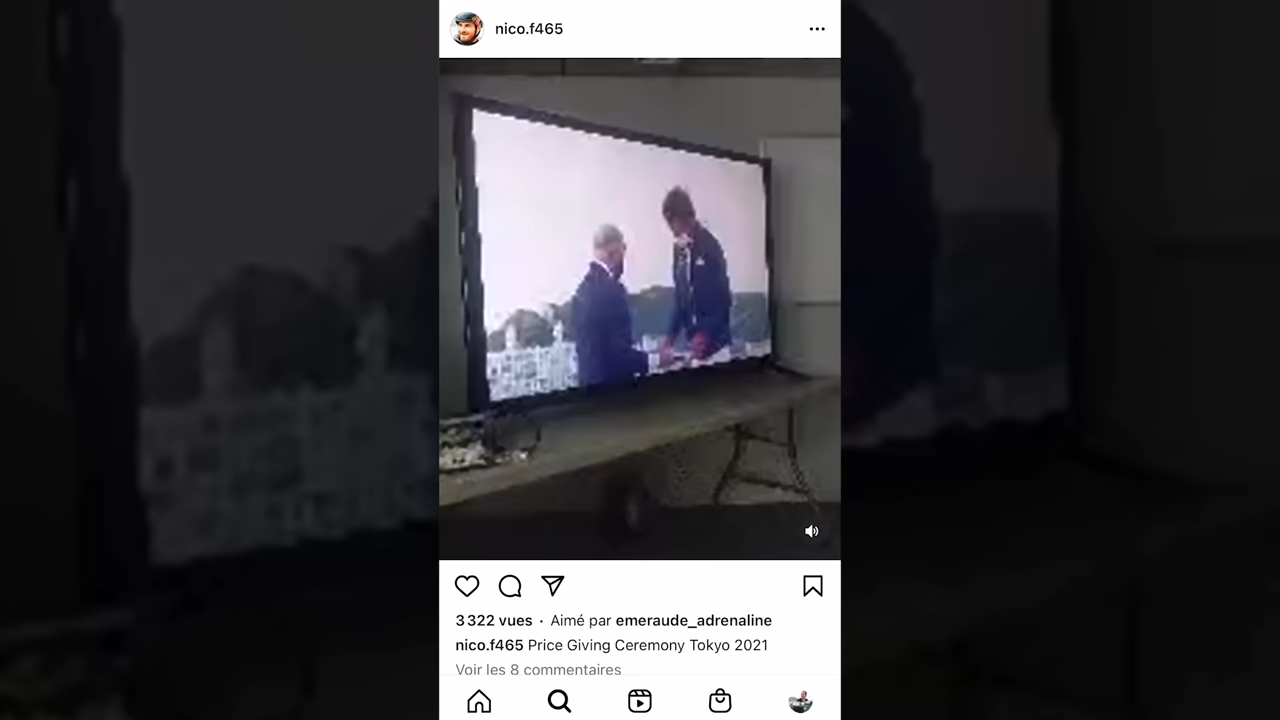 nico.f465
3 322 vues · Aimé par emeraude_adrenaline
nico.f465 Price Giving Ceremony Tokyo 2021
Voir les 8 commentaires